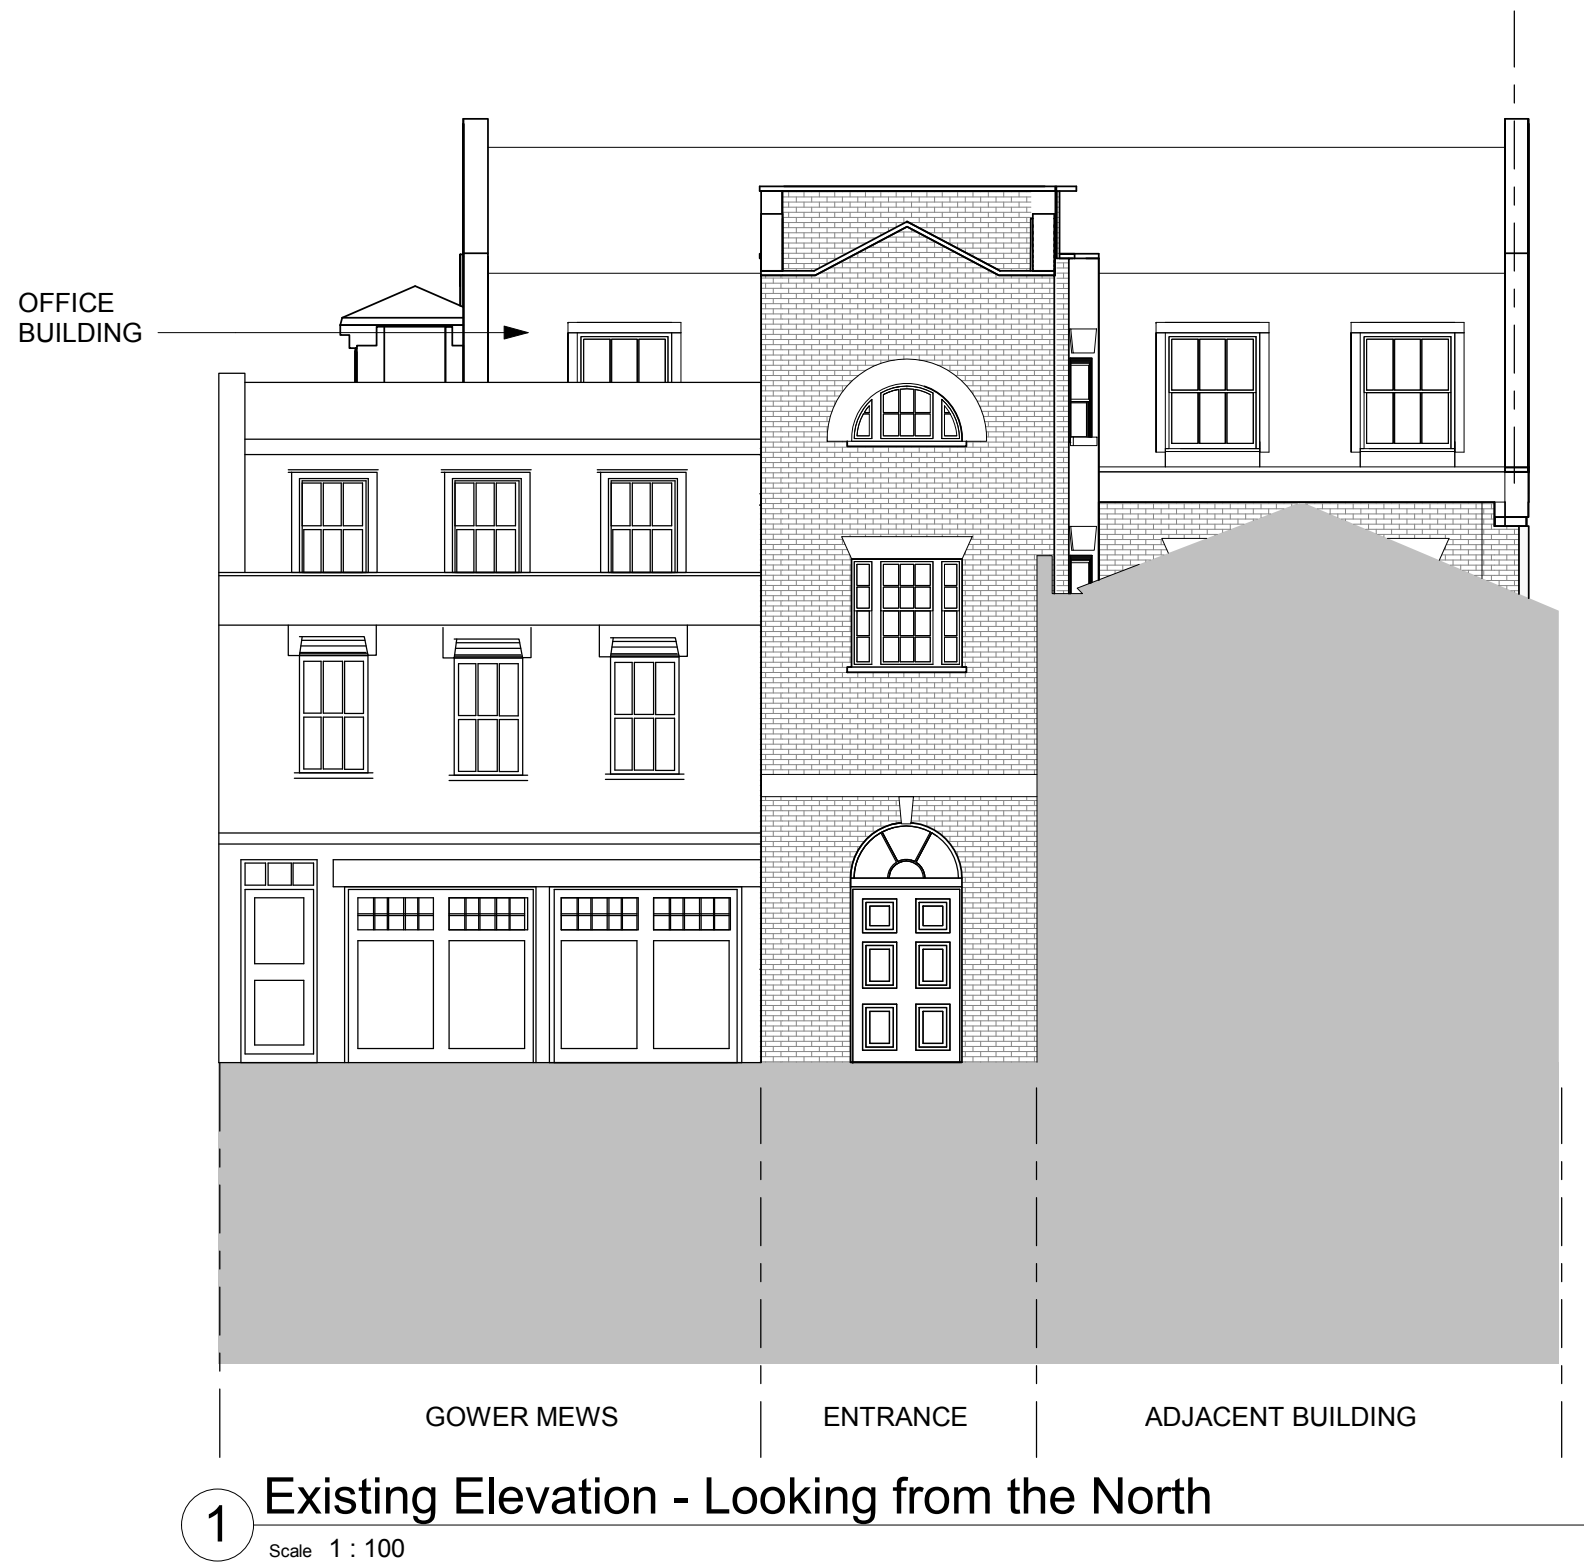 OFFICE
BUILDING
GOWER MEWS
ENTRANCE
ADJACENT BUILDING
1
Existing Elevation - Looking from the North
Scale 1 : 100